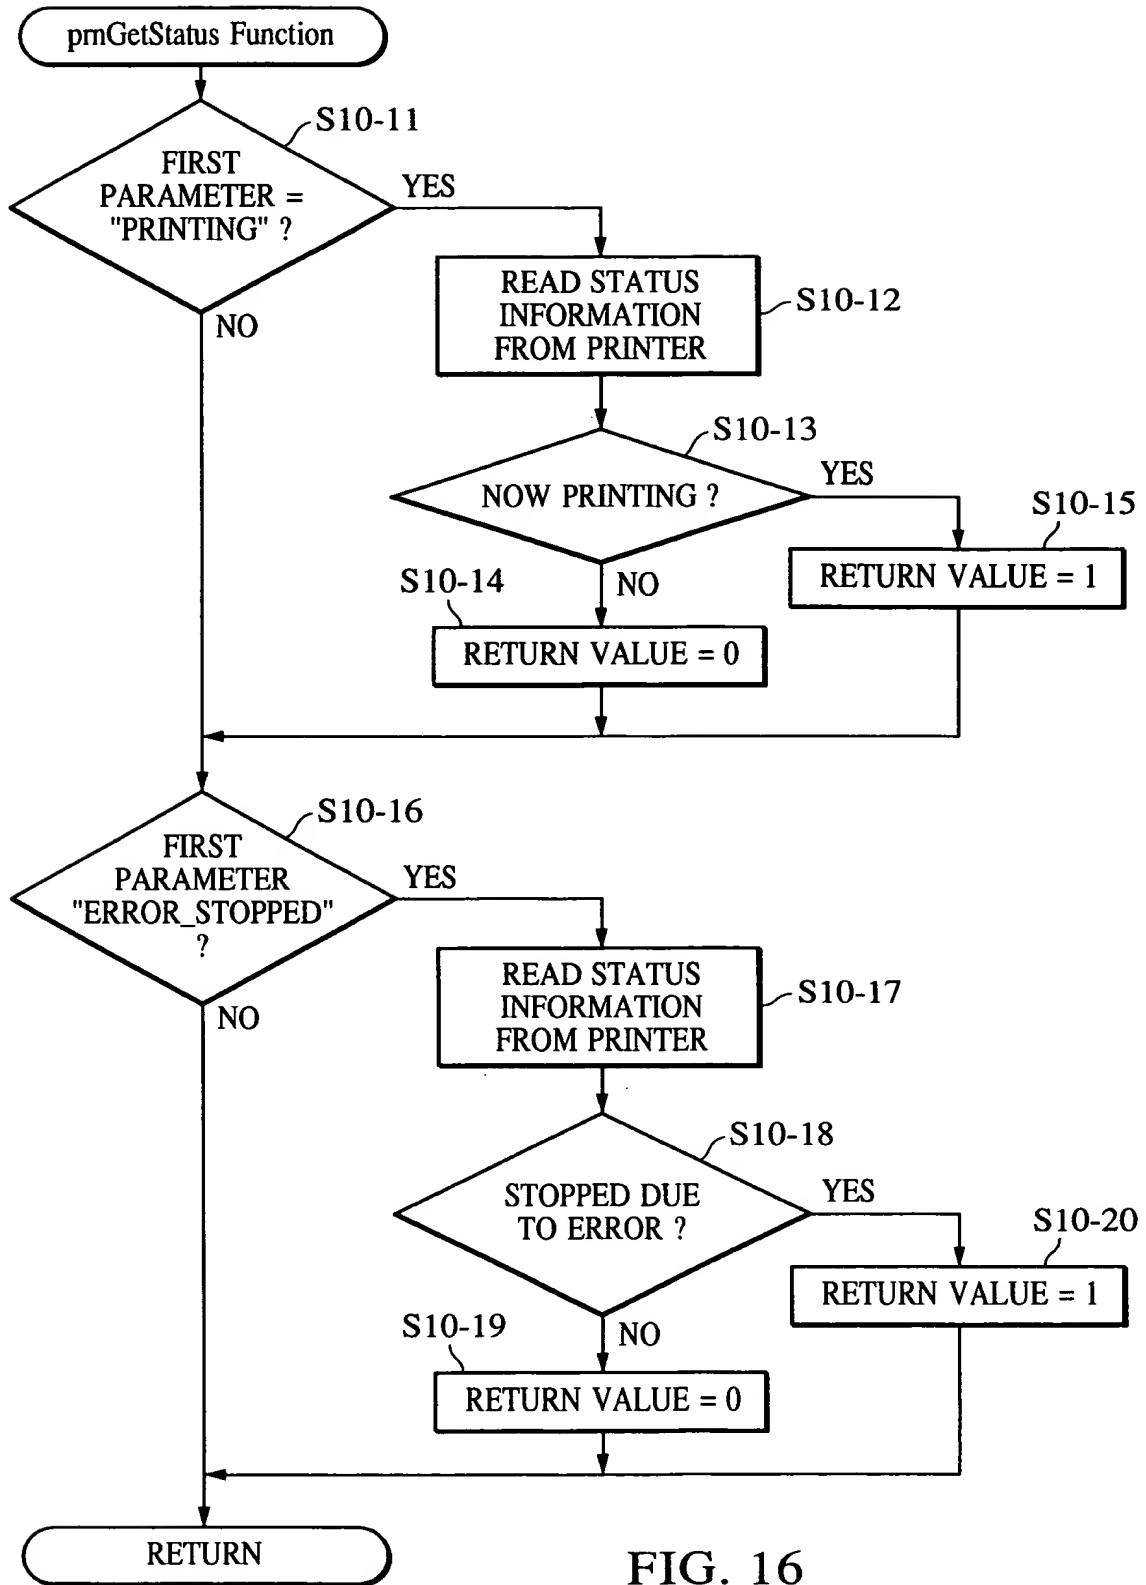 pmGetStatus Function
S10-11
FIRST
PARAMETER =
"PRINTING" ?
YES
NO
READ STATUS
INFORMATION
FROM PRINTER
S10-12
S10-13
NOW PRINTING ?
YES
NO
S10-15
RETURN VALUE = 1
S10-14
RETURN VALUE = 0
S10-16
FIRST
PARAMETER
"ERROR_STOPPED"
?
YES
NO
READ STATUS
INFORMATION
FROM PRINTER
S10-17
S10-18
STOPPED DUE
TO ERROR ?
YES
NO
S10-20
RETURN VALUE = 1
S10-19
RETURN VALUE = 0
RETURN
FIG. 16